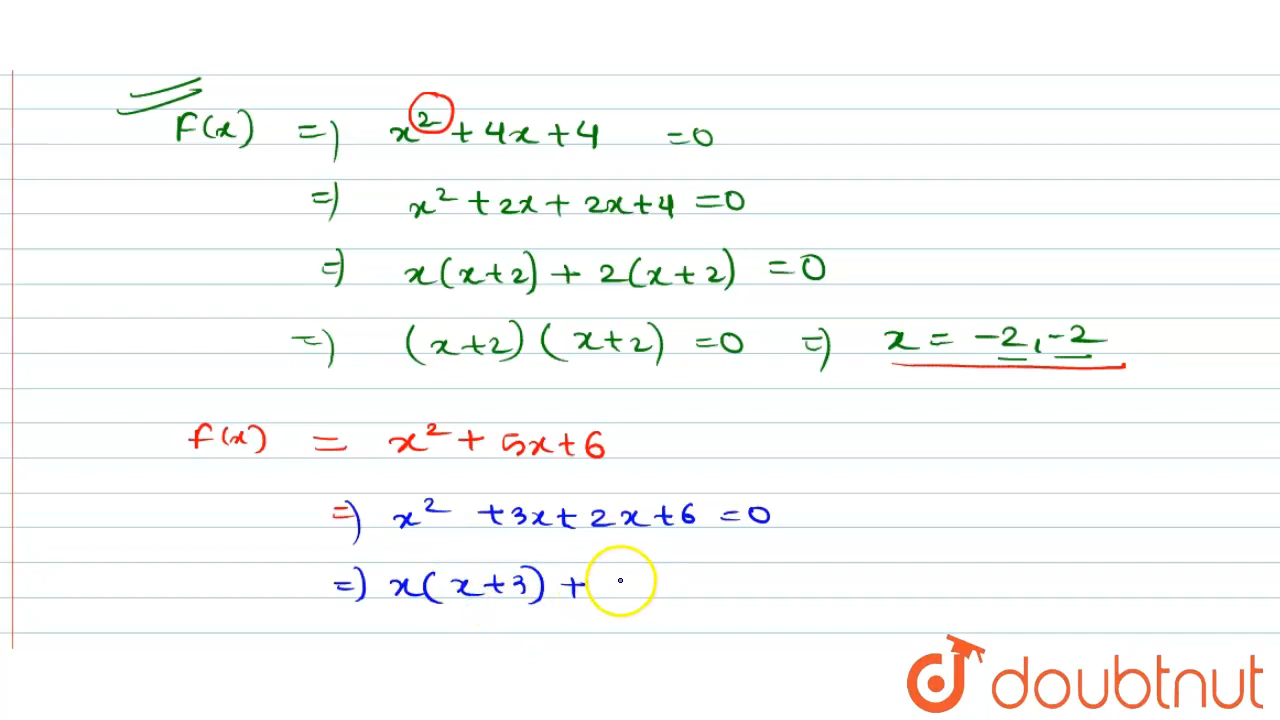 F(x) => x² + 4x + 4 = 0
=> x² + 2x + 2x + 4 = 0
=> x(x+2) + 2(x+2) = 0
=> (x+2)(x+2) = 0 => x = -2, -2
f(x) = x² + 5x + 6
=> x² + 3x + 2x + 6 = 0
=> x(x+3) +
doubtnut